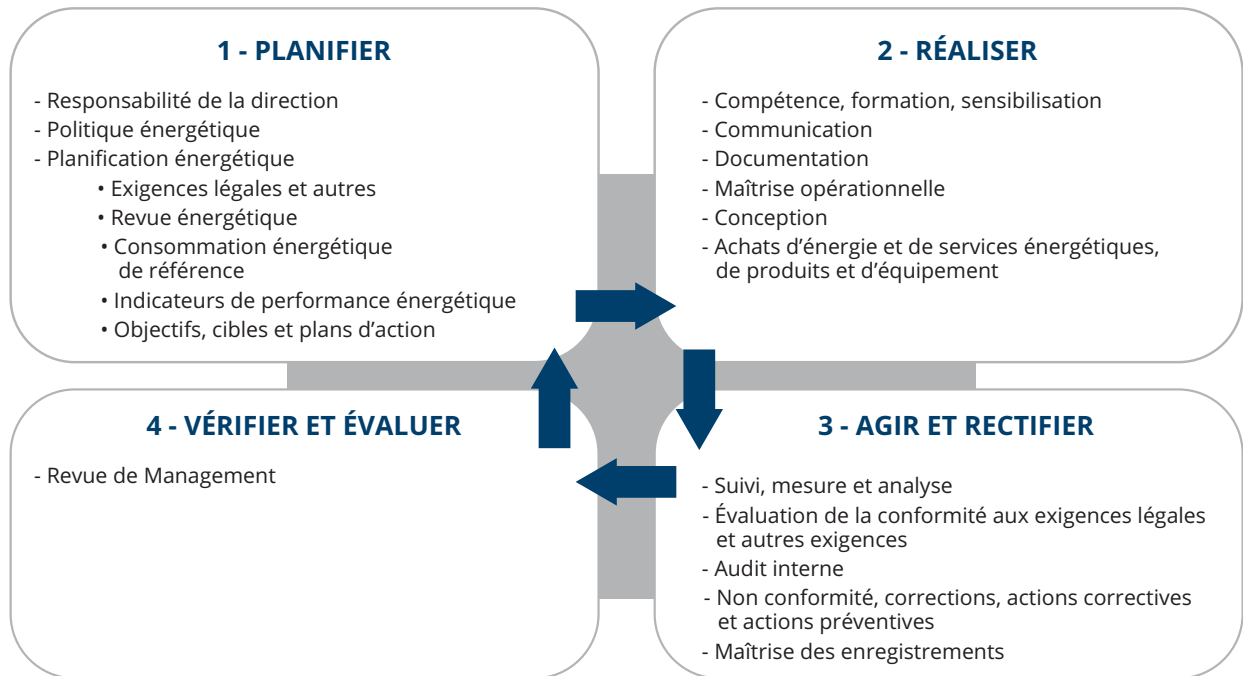 1 - PLANIFIER
- Responsabilité de la direction
- Politique énergétique
- Planification énergétique
• Exigences légales et autres
• Revue énergétique
• Consommation énergétique
de référence
• Indicateurs de performance énergétique
• Objectifs, cibles et plans d’action
2 - RÉALISER
- Compétence, formation, sensibilisation
- Communication
- Documentation
- Maîtrise opérationnelle
- Conception
- Achats d’énergie et de services énergétiques,
de produits et d’équipement
4 - VÉRIFIER ET ÉVALUER
- Revue de Management
3 - AGIR ET RECTIFIER
- Suivi, mesure et analyse
- Évaluation de la conformité aux exigences légales
et autres exigences
- Audit interne
- Non conformité, corrections, actions correctives
et actions préventives
- Maîtrise des enregistrements